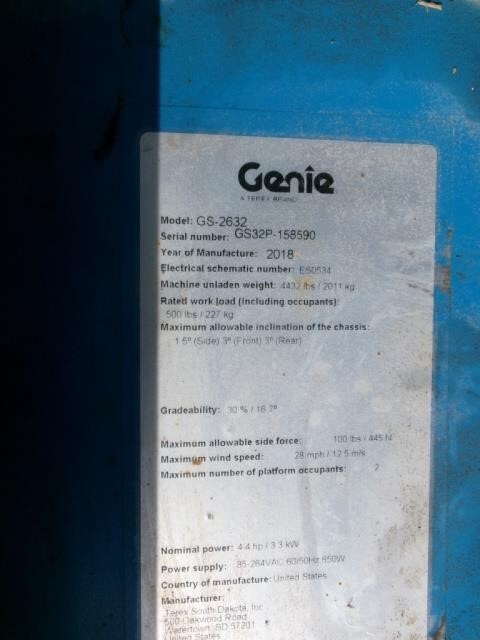 Genie
A TEREX BRAND
Model: GS-2632
Serial number: GS32P-158590
Year of Manufacture: 2018
Electrical schematic number: ES0534
Machine unladen weight: 4432 lbs / 2011 kg
Rated work load (including occupants):
500 lbs / 227 kg
Maximum allowable inclination of the chassis:
1.5º (Side) 3º (Front) 3º (Rear)
Gradeability: 30 % / 16.7º
Maximum allowable side force: 100 lbs / 445 N
Maximum wind speed: 28 mph / 12.5 m/s
Maximum number of platform occupants: 2
Nominal power: 4.4 hp / 3.3 kW
Power supply: 85-264VAC 60/50Hz 650W
Country of manufacture: United States
Manufacturer:
Terex South Dakota, Inc
500 Oakwood Road
Watertown, SD 57201
United States